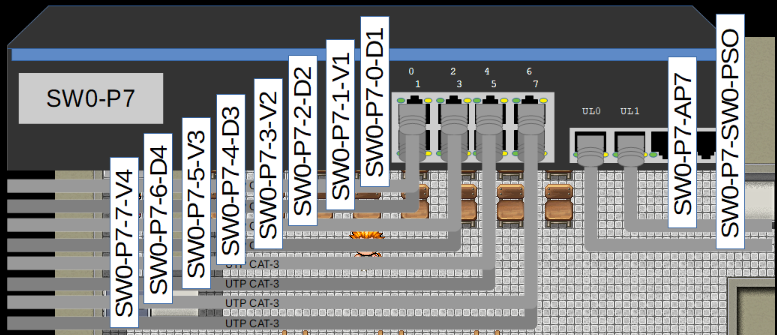 SW0-P7
SW0-P7-7-V4
SW0-P7-6-D4
SW0-P7-5-V3
SW0-P7-4-D3
SW0-P7-3-V2
SW0-P7-2-D2
SW0-P7-1-V1
SW0-P7-0-D1
0 2 4 6
1 3 5 7
UL0 UL1
SW0-P7-AP7
SW0-P7-SW0-PSO
UTP CAT-3
UTP CAT-3
UTP CAT-3
UTP CAT-3